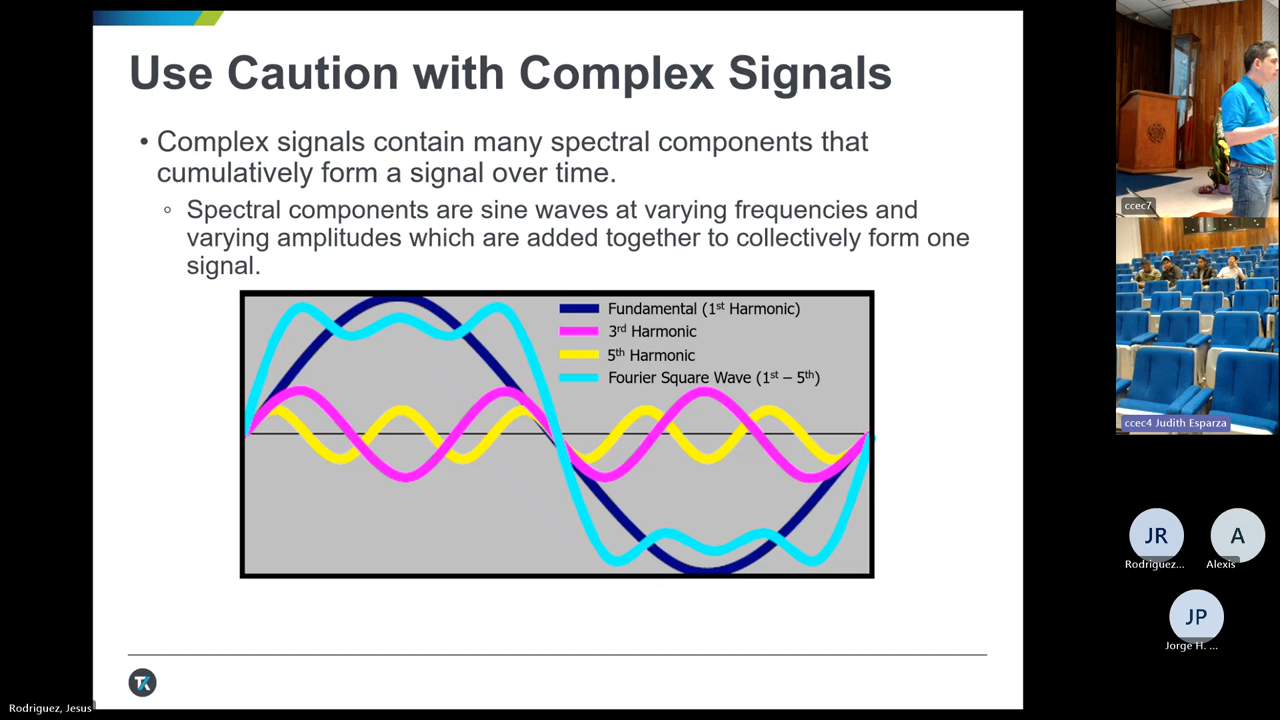 Use Caution with Complex Signals
• Complex signals contain many spectral components that
cumulatively form a signal over time.
◦ Spectral components are sine waves at varying frequencies and
varying amplitudes which are added together to collectively form one
signal.
Fundamental (1st Harmonic)
3rd Harmonic
5th Harmonic
Fourier Square Wave (1st – 5th)
Rodriguez, Jesus
ccec7
ccec4 Judith Esparza
JR
Rodriguez...
A
Alexis
JP
Jorge H. ...